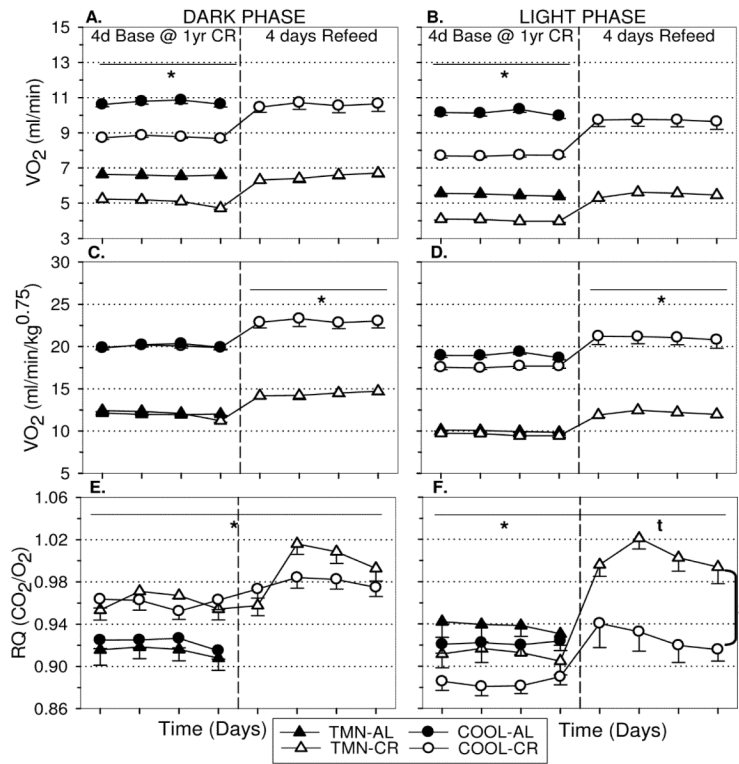 DARK PHASE LIGHT PHASE
A. B.
4d Base @ 1yr CR 4 days Refeed 4d Base @ 1yr CR 4 days Refeed
15
13
11
9
7
5
3
VO2 (ml/min) VO2 (ml/min)
* *
C. D.
30
25
20
15
10
5
VO2 (ml/min/kg0.75)
* *
E. F.
1.06
1.02
0.98
0.94
0.90
0.86
RQ (CO2/O2)
* * t
Time (Days) Time (Days)
TMN-AL COOL-AL
TMN-CR COOL-CR